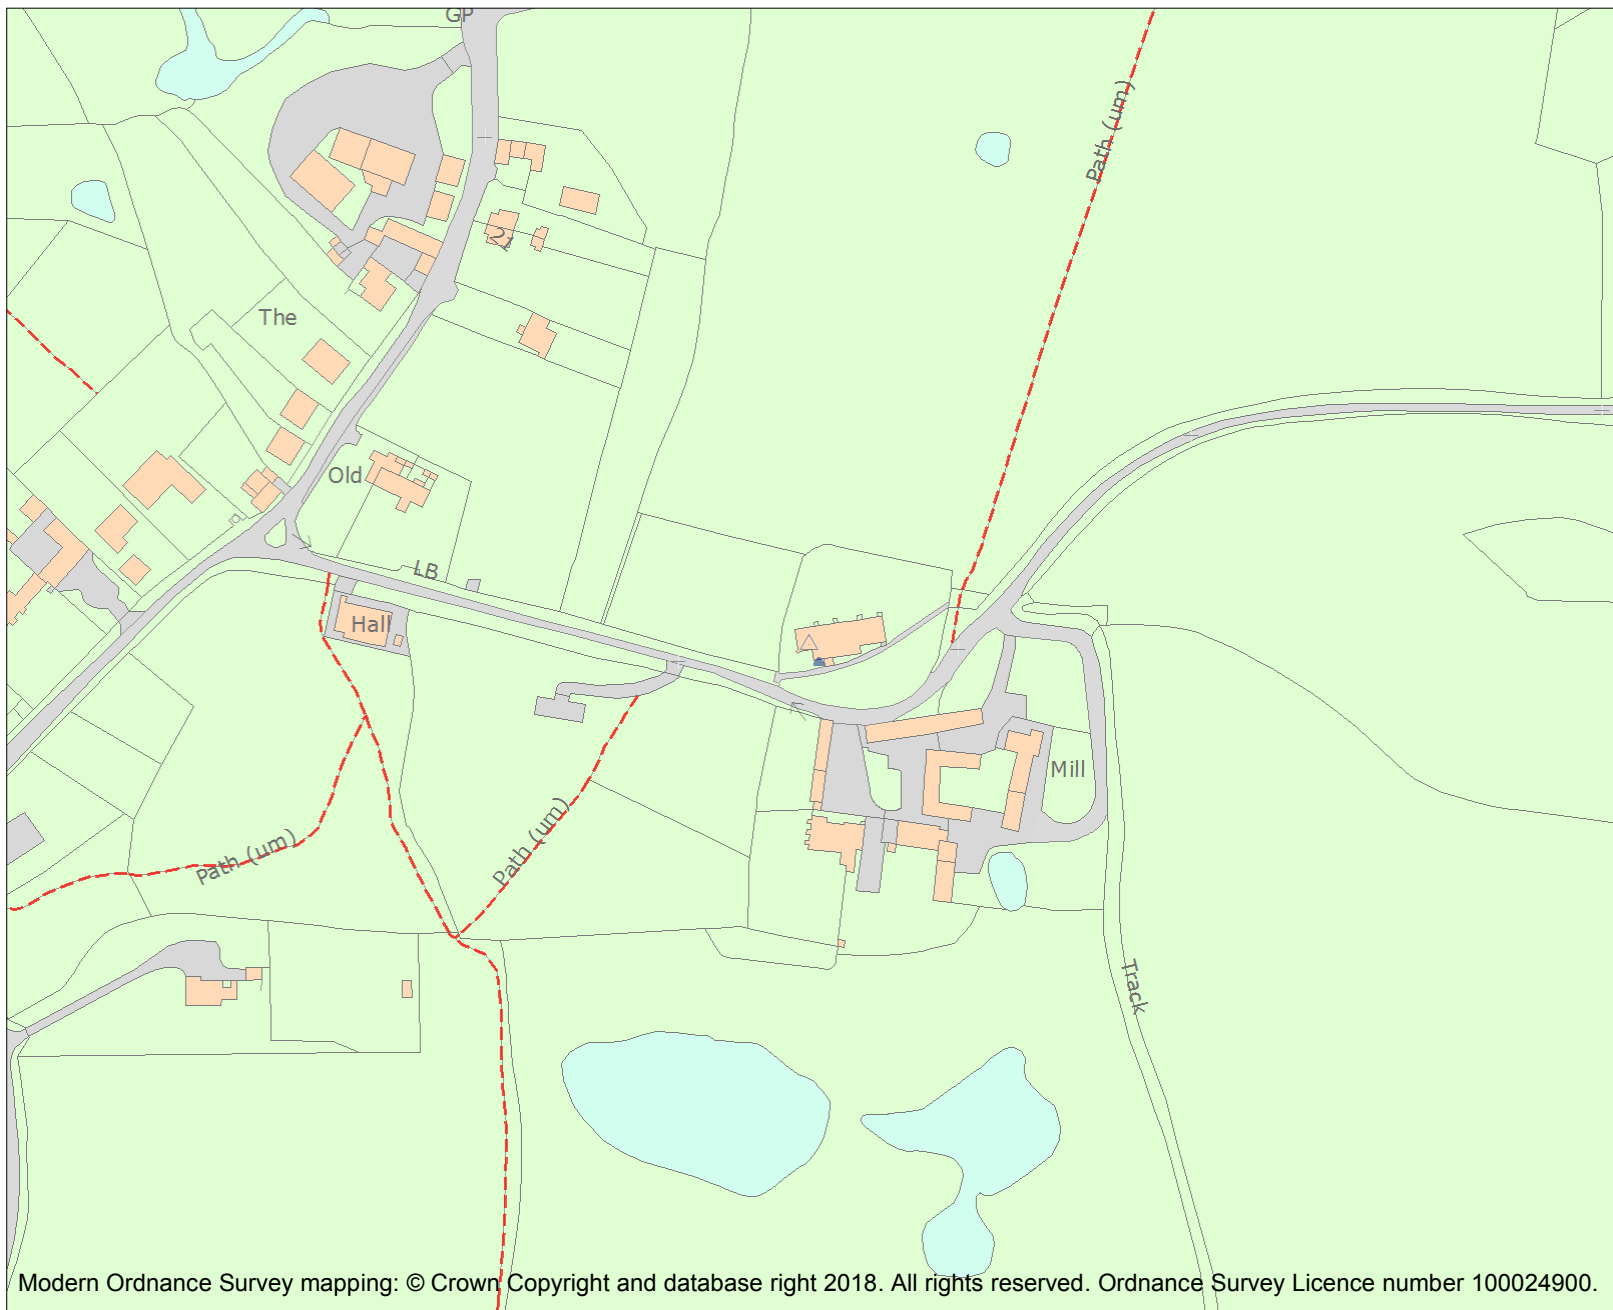 GP
Path (um)
21
The
Old
LB
Hall
Mill
Path (um)
Path (um)
Track
Modern Ordnance Survey mapping: © Crown Copyright and database right 2018. All rights reserved. Ordnance Survey Licence number 100024900.